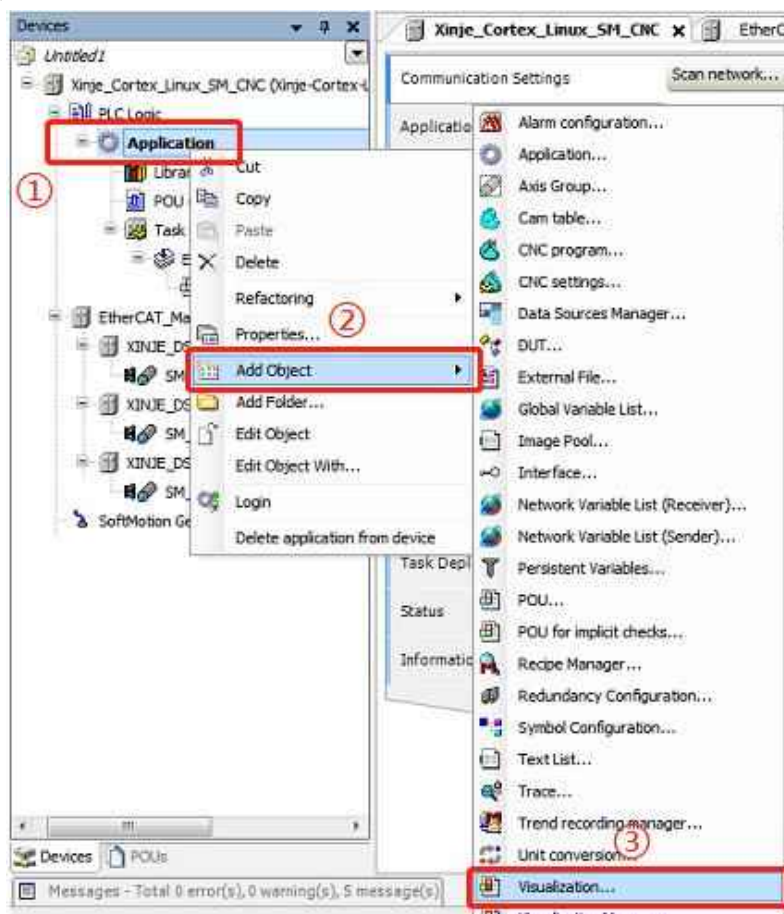 Devices
Untitled1
Xinje_Cortex_Linux_SM_CNC (Xinje-Cortex-L
PLC Logic
Application
①
Librar
POU
Task
E
EtherCAT_Ma
XINJE_DS
SM_
XINJE_DS
SM_
XINJE_DS
SM_
SoftMotion Ge
Devices
POUs
Messages - Total 0 error(s), 0 warning(s), 5 message(s)
Cut
Copy
Paste
Delete
Refactoring
②
Properties...
Add Object
Add Folder...
Edit Object
Edit Object With...
Login
Delete application from device
Xinje_Cortex_Linux_SM_CNC
EtherC
Communication Settings
Scan network...
Applicatio
Task Depl
Status
Informatio
Alarm configuration...
Application...
Axis Group...
Cam table...
CNC program...
CNC settings...
Data Sources Manager...
DUT...
External File...
Global Variable List...
Image Pool...
Interface...
Network Variable List (Receiver)...
Network Variable List (Sender)...
Persistent Variables...
POU...
POU for implicit checks...
Recipe Manager...
Redundancy Configuration...
Symbol Configuration...
Text List...
Trace...
Trend recording manager...
③
Unit conversion...
Visualization...